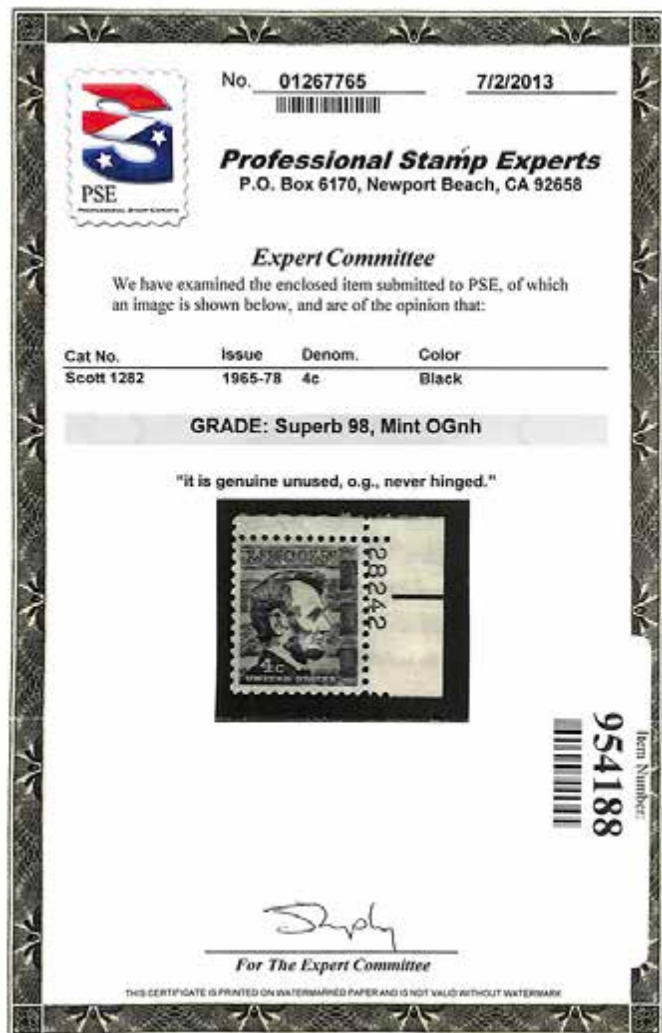 No. 01267765 7/2/2013
PSE
PROFESSIONAL STAMP EXPERTS
Professional Stamp Experts
P.O. Box 6170, Newport Beach, CA 92658
Expert Committee
We have examined the enclosed item submitted to PSE, of which
an image is shown below, and are of the opinion that:
Cat No. Issue Denom. Color
Scott 1282 1965-78 4c Black
GRADE: Superb 98, Mint OGnh
"it is genuine unused, o.g., never hinged."
28242
4c
UNITED STATES
Item Number:
954188
For The Expert Committee
THIS CERTIFICATE IS PRINTED ON WATERMARKED PAPER AND IS NOT VALID WITHOUT WATERMARK